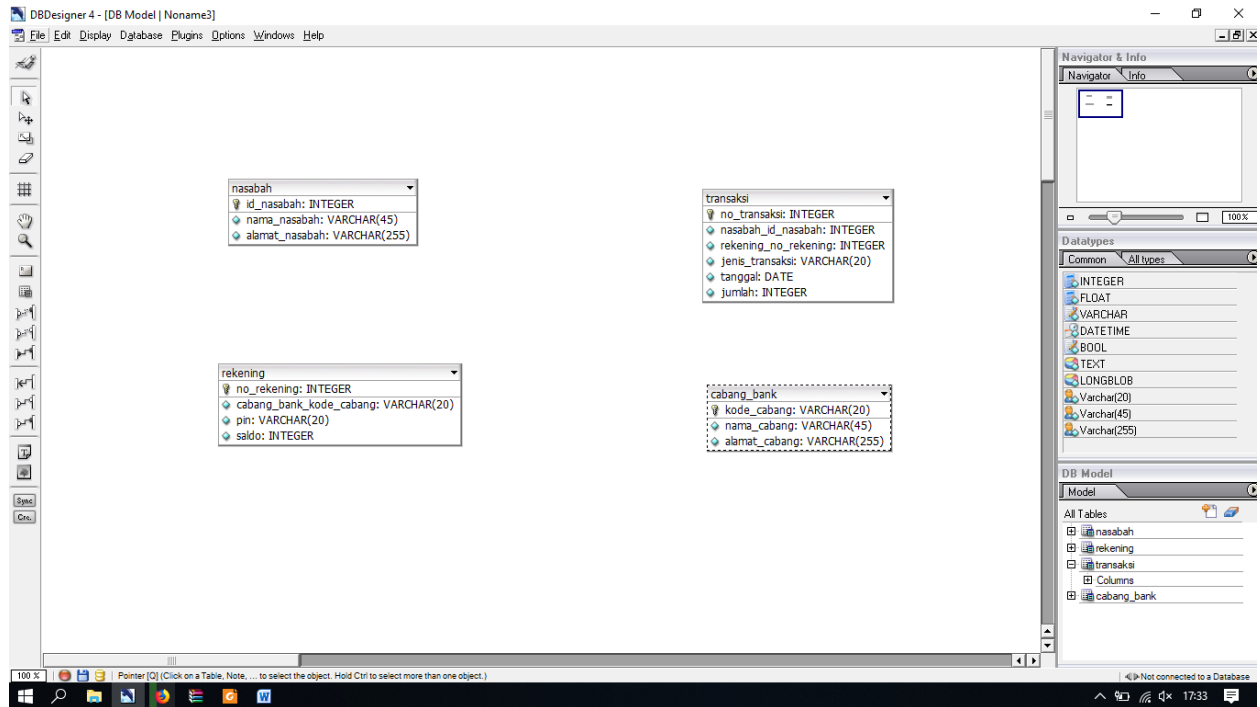 DBDesigner 4 - [DB Model | Noname3]
File Edit Display Database Plugins Options Windows Help
nasabah
id_nasabah: INTEGER
nama_nasabah: VARCHAR(45)
alamat_nasabah: VARCHAR(255)
transaksi
no_transaksi: INTEGER
nasabah_id_nasabah: INTEGER
rekening_no_rekening: INTEGER
jenis_transaksi: VARCHAR(20)
tanggal: DATE
jumlah: INTEGER
rekening
no_rekening: INTEGER
cabang_bank_kode_cabang: VARCHAR(20)
pin: VARCHAR(20)
saldo: INTEGER
cabang_bank
kode_cabang: VARCHAR(20)
nama_cabang: VARCHAR(45)
alamat_cabang: VARCHAR(255)
Navigator & Info
Navigator Info
100%
Datatypes
Common All types
INTEGER
FLOAT
VARCHAR
DATETIME
BOOL
TEXT
LONGBLOB
Varchar(20)
Varchar(45)
Varchar(255)
DB Model
Model
All Tables
nasabah
rekening
transaksi
Columns
cabang_bank
Sync
Cre.
100 % Pointer [Q] (Click on a Table, Note, ... to select the object. Hold Ctrl to select more than one object.) Not connected to a Database
17:33